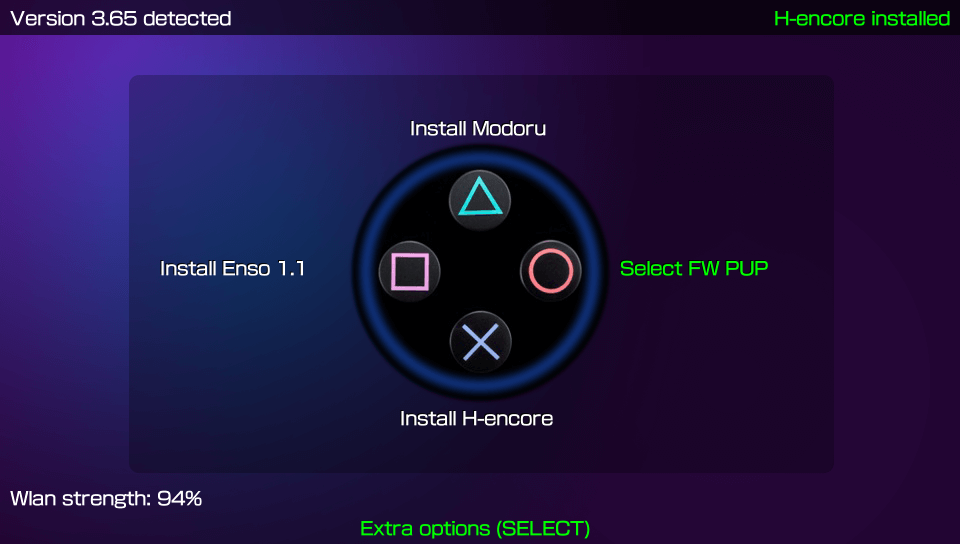 Version 3.65 detected
H-encore installed
Install Modoru
Install Enso 1.1
Select FW PUP
Install H-encore
Wlan strength: 94%
Extra options (SELECT)